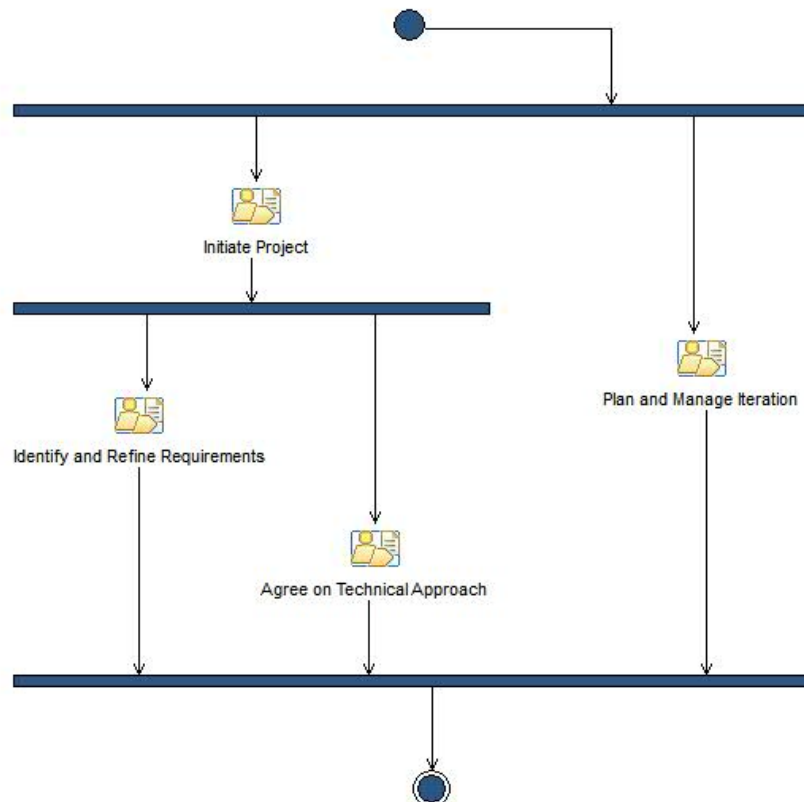 Initiate Project
Plan and Manage Iteration
Identify and Refine Requirements
Agree on Technical Approach